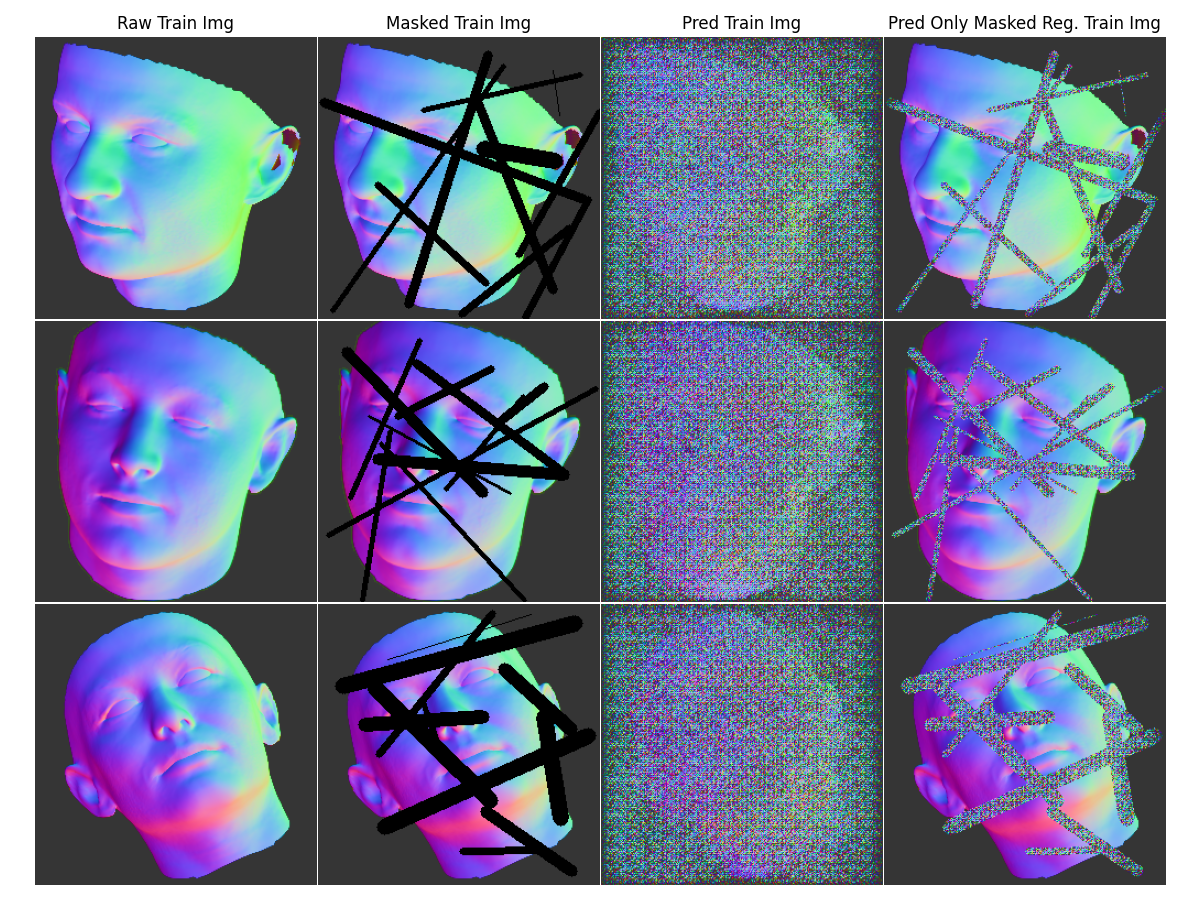 Raw Train Img
Masked Train Img
Pred Train Img
Pred Only Masked Reg. Train Img